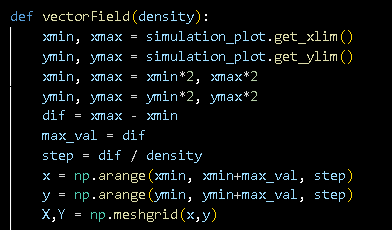 def vectorField(density):
    xmin, xmax = simulation_plot.get_xlim()
    ymin, ymax = simulation_plot.get_ylim()
    xmin, xmax = xmin*2, xmax*2
    ymin, ymax = ymin*2, ymax*2
    dif = xmax - xmin
    max_val = dif
    step = dif / density
    x = np.arange(xmin, xmin+max_val, step)
    y = np.arange(ymin, ymin+max_val, step)
    X,Y = np.meshgrid(x,y)